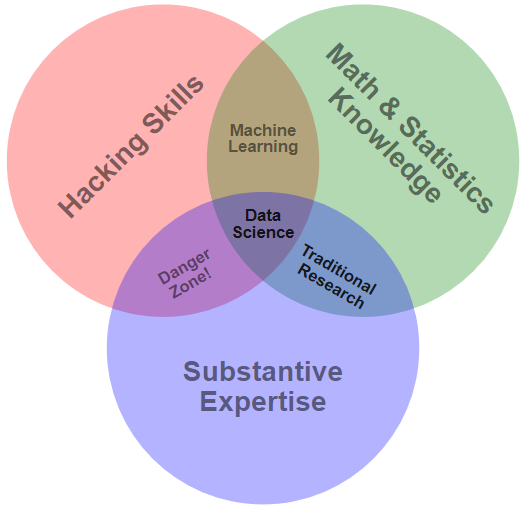 Hacking Skills
Math & Statistics
Knowledge
Machine
Learning
Data
Science
Danger
Zone!
Traditional
Research
Substantive
Expertise